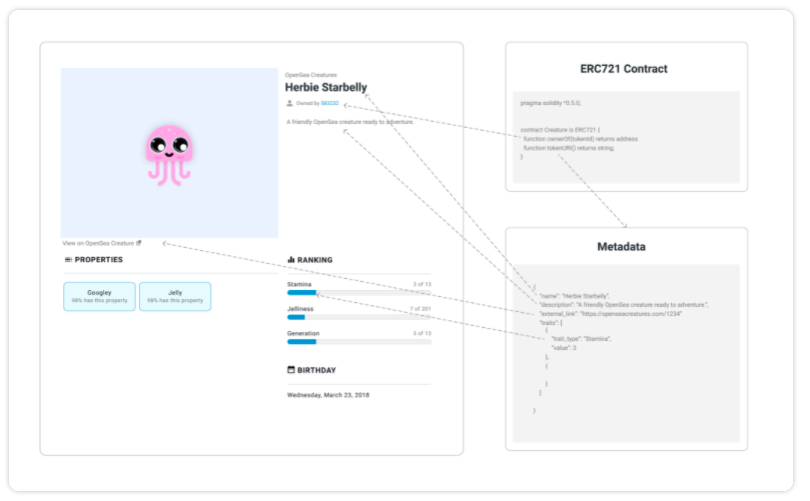 OpenSea Creatures
Herbie Starbelly
Owned by 583232
A friendly OpenSea creature ready to adventure.
View on OpenSea Creature
PROPERTIES
Googley
98% has this property
Jelly
98% has this property
RANKING
Stamina 3 of 13
Jelliness 7 of 201
Generation 3 of 13
BIRTHDAY
Wednesday, March 23, 2018
ERC721 Contract
pragma solidity ^0.5.0;
contract Creature is ERC721 {
function ownerOf(tokenId) returns address
function tokenURI() returns string;
}
Metadata
{
"name": "Herbie Starbelly",
"description": "A friendly OpenSea creature ready to adventure.",
"external_link": "https://openseacreatures.com/1234"
"traits": [
{
"trait_type": "Stamina",
"value": 3
},
{
}
]
}